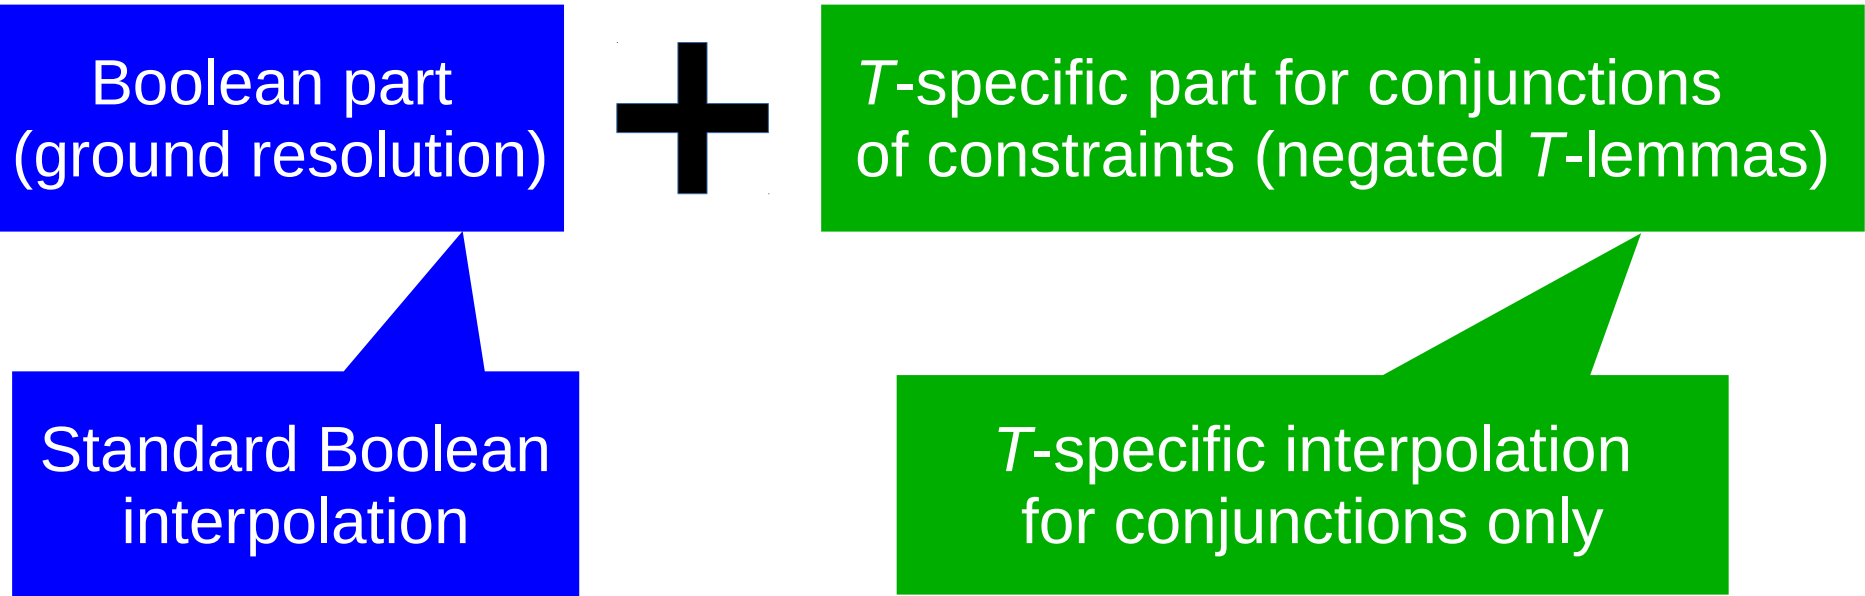 Boolean part
(ground resolution)
T-specific part for conjunctions
of constraints (negated T-lemmas)
Standard Boolean
interpolation
T-specific interpolation
for conjunctions only